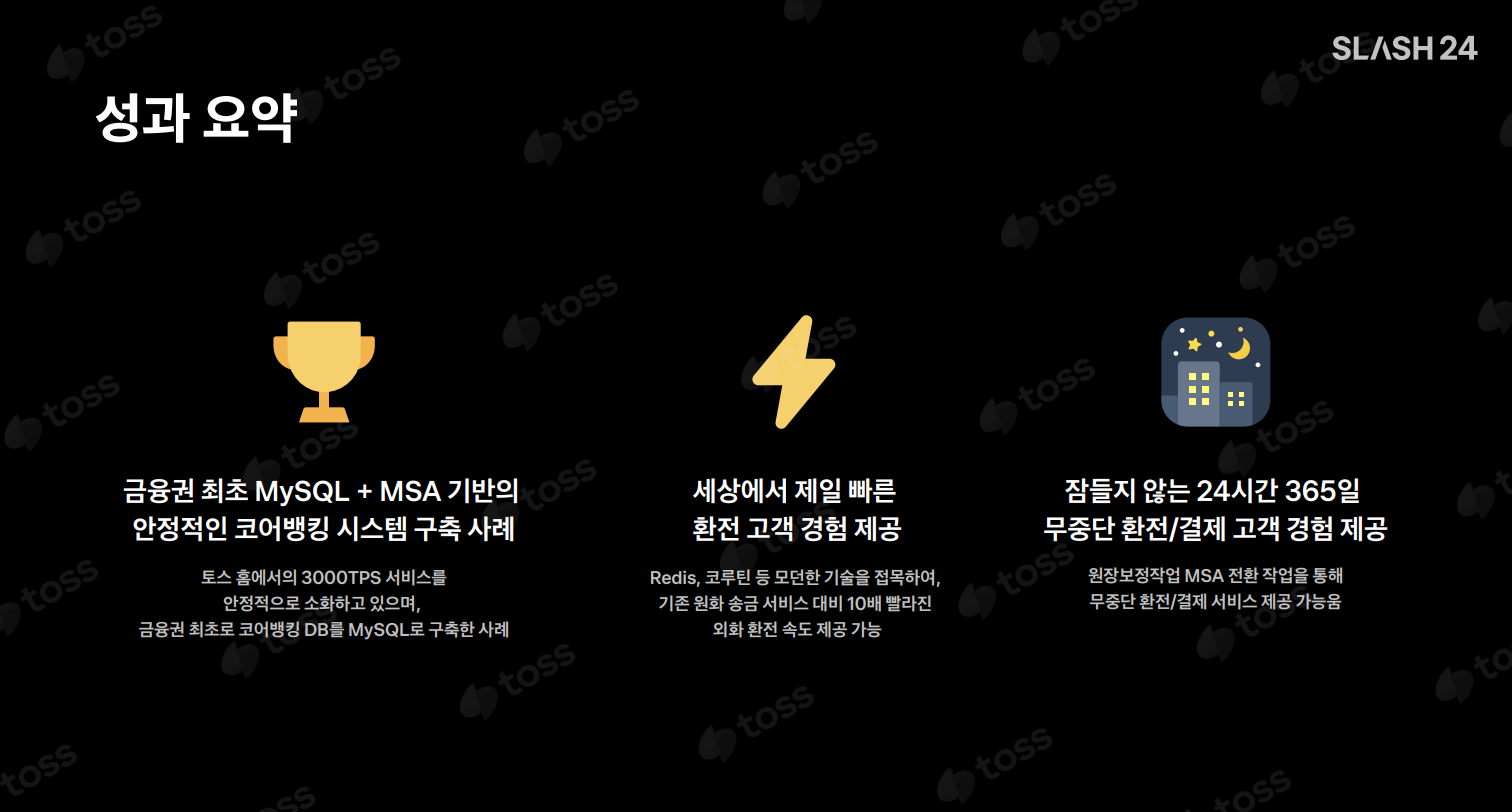 SLASH 24
성과 요약
금융권 최초 MySQL + MSA 기반의
안정적인 코어뱅킹 시스템 구축 사례
토스 홈에서의 3000TPS 서비스를
안정적으로 소화하고 있으며,
금융권 최초로 코어뱅킹 DB를 MySQL로 구축한 사례
세상에서 제일 빠른
환전 고객 경험 제공
Redis, 코루틴 등 모던한 기술을 접목하여,
기존 원화 송금 서비스 대비 10배 빨라진
외화 환전 속도 제공 가능
잠들지 않는 24시간 365일
무중단 환전/결제 고객 경험 제공
원장보정작업 MSA 전환 작업을 통해
무중단 환전/결제 서비스 제공 가능움
toss